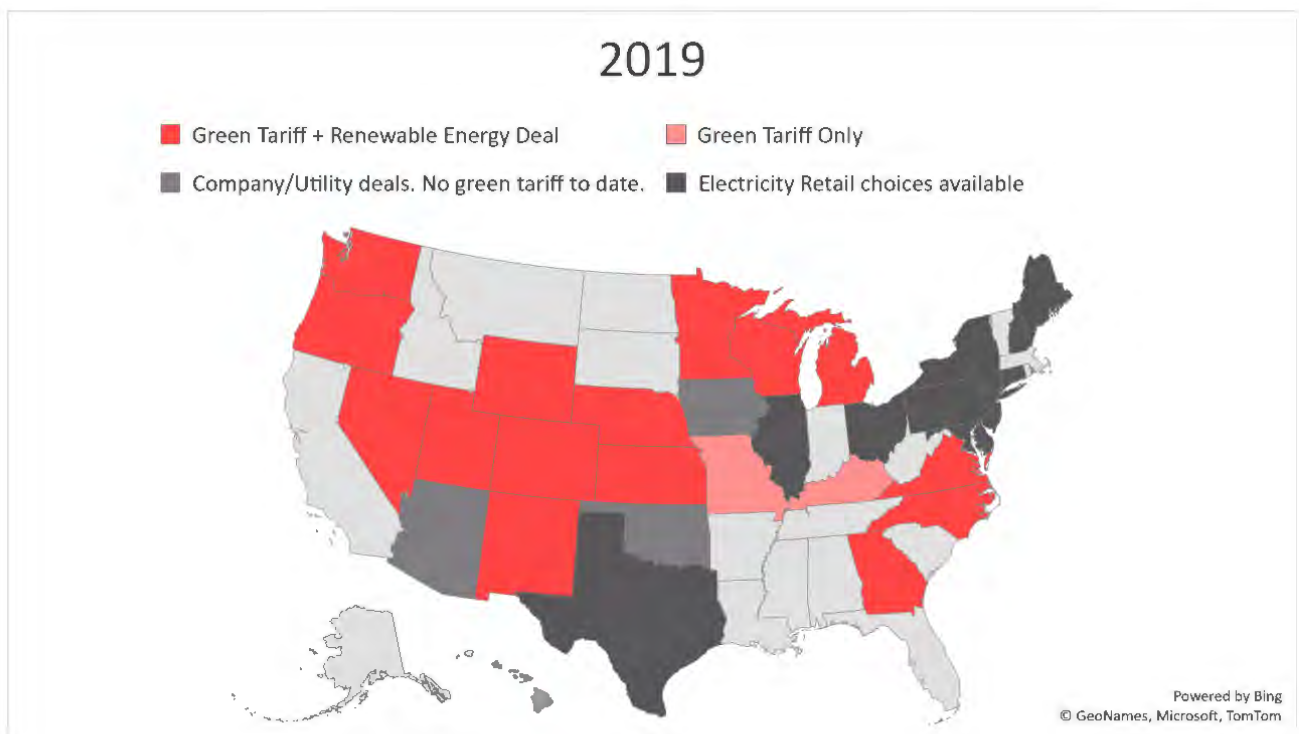 2019
Green Tariff + Renewable Energy Deal
Green Tariff Only
Company/Utility deals. No green tariff to date.
Electricity Retail choices available
Powered by Bing
© GeoNames, Microsoft, TomTom